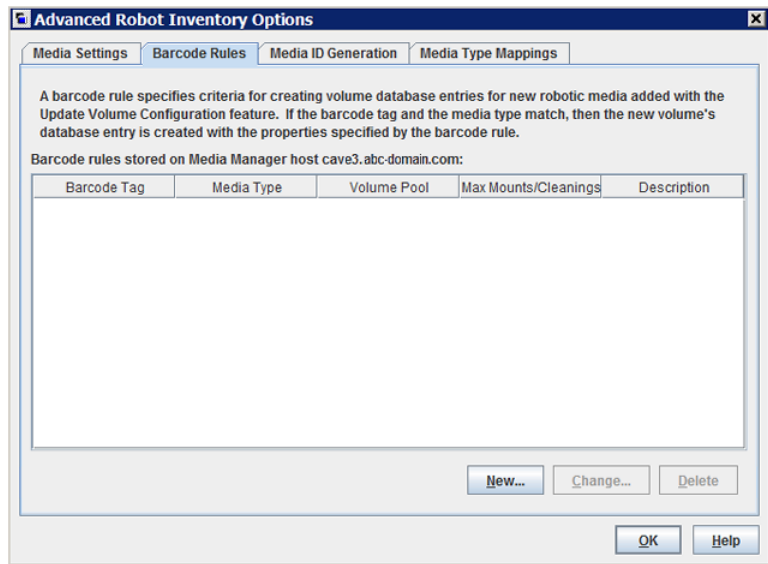 Advanced Robot Inventory Options
Media Settings Barcode Rules Media ID Generation Media Type Mappings
A barcode rule specifies criteria for creating volume database entries for new robotic media added with the
Update Volume Configuration feature. If the barcode tag and the media type match, then the new volume's
database entry is created with the properties specified by the barcode rule.
Barcode rules stored on Media Manager host cave3.abc-domain.com:
Barcode Tag Media Type Volume Pool Max Mounts/Cleanings Description
New... Change... Delete
OK Help